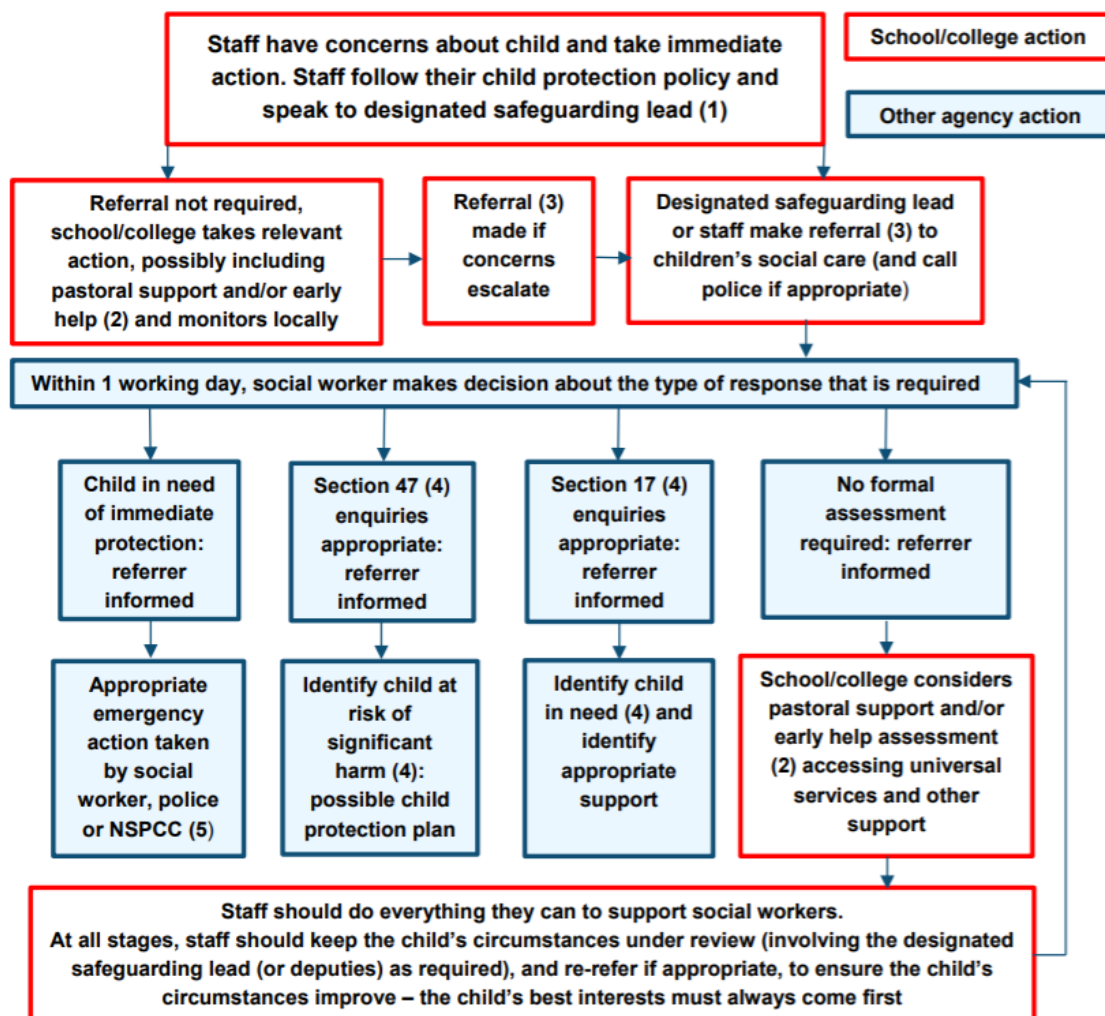 Staff have concerns about child and take immediate
action. Staff follow their child protection policy and
speak to designated safeguarding lead (1)
School/college action
Other agency action
Referral not required,
school/college takes relevant
action, possibly including
pastoral support and/or early
help (2) and monitors locally
Referral (3)
made if
concerns
escalate
Designated safeguarding lead
or staff make referral (3) to
children’s social care (and call
police if appropriate)
Within 1 working day, social worker makes decision about the type of response that is required
Child in need
of immediate
protection:
referrer
informed
Section 47 (4)
enquiries
appropriate:
referrer
informed
Section 17 (4)
enquiries
appropriate:
referrer
informed
No formal
assessment
required: referrer
informed
Appropriate
emergency
action taken
by social
worker, police
or NSPCC (5)
Identify child at
risk of
significant
harm (4):
possible child
protection plan
Identify child
in need (4) and
identify
appropriate
support
School/college considers
pastoral support and/or
early help assessment
(2) accessing universal
services and other
support
Staff should do everything they can to support social workers.
At all stages, staff should keep the child’s circumstances under review (involving the designated
safeguarding lead (or deputies) as required), and re-refer if appropriate, to ensure the child’s
circumstances improve – the child’s best interests must always come first